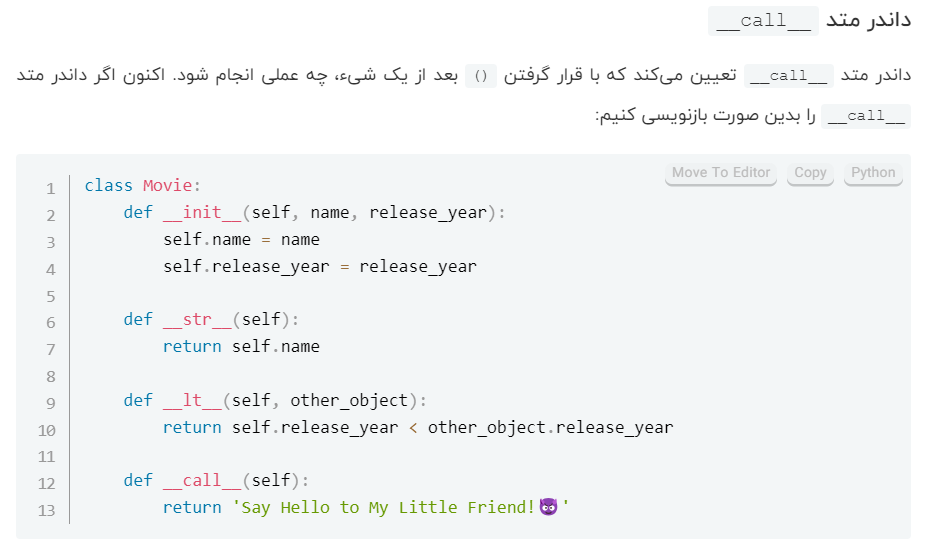 داندر متد __call__
داندر متد __call__ تعیین می‌کند که با قرار گرفتن () بعد از یک شیء، چه عملی انجام شود. اکنون اگر داندر متد
__call__ را بدین صورت بازنویسی کنیم:
Move To Editor Copy Python
1 class Movie:
2     def __init__(self, name, release_year):
3         self.name = name
4         self.release_year = release_year
5
6     def __str__(self):
7         return self.name
8
9     def __lt__(self, other_object):
10         return self.release_year < other_object.release_year
11
12     def __call__(self):
13         return 'Say Hello to My Little Friend!😈'